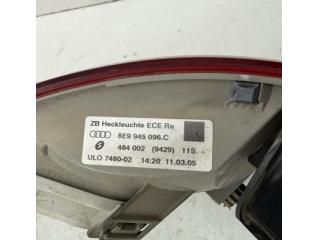 ZB Heckleuchte ECE Re
8E9 945 096.C
484 002 (9429) 11S.
ULO 7480-02 14:20 11.03.05